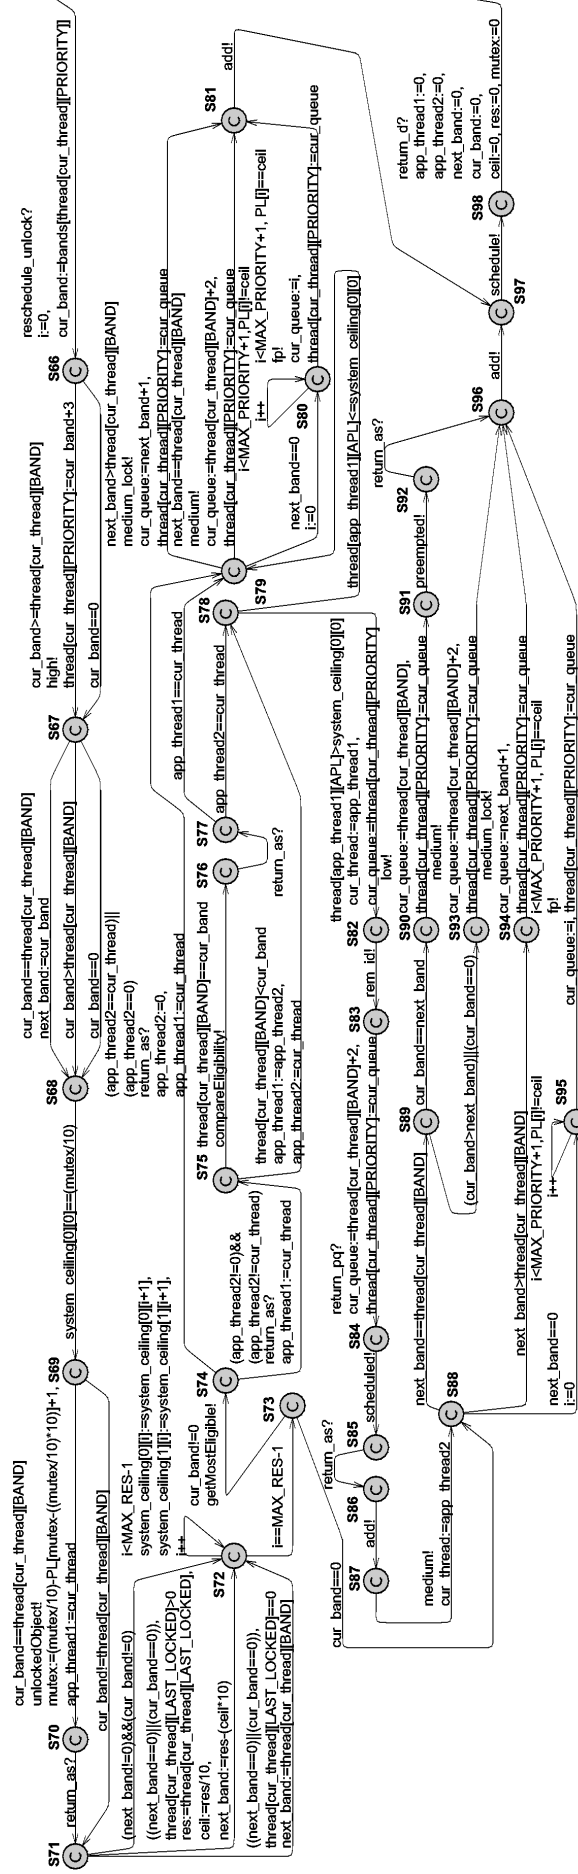 reschedule_unlock?
i:=0,
cur_band:=bands[thread[cur_thread][PRIORITY]]
S66
cur_band>=thread[cur_thread][BAND]
high!
thread[cur_thread][PRIORITY]:=cur_band+3
cur_band==0
S67
cur_band==thread[cur_thread][BAND]
next_band:=cur_band
cur_band>thread[cur_thread][BAND]
cur_band==0
S68
system_ceiling[0][0]==(mutex/10)
S69
cur_band==thread[cur_thread][BAND]
unlockedObject!
mutex:=(mutex/10)-PL[mutex-((mutex/10)*10)]+1,
app_thread1:=cur_thread
cur_band!=thread[cur_thread][BAND]
S70
return_as?
S71
(next_band!=0)&&(cur_band!=0)
((next_band==0)||(cur_band==0)),
thread[cur_thread][LAST_LOCKED]>0
res:=thread[cur_thread][LAST_LOCKED],
ceil:=res/10,
next_band:=res-(ceil*10)
((next_band==0)||(cur_band==0)),
thread[cur_thread][LAST_LOCKED]==0
next_band:=thread[cur_thread][BAND]
S72
i<MAX_RES-1
system_ceiling[0][i]:=system_ceiling[0][i+1],
system_ceiling[1][i]:=system_ceiling[1][i+1],
i++
i==MAX_RES-1
S73
cur_band!=0
getMostEligible!
cur_band==0
S74
(app_thread2==cur_thread)||
(app_thread2==0)
return_as?
app_thread2:=0,
app_thread1:=cur_thread
(app_thread2!=0)&&
(app_thread2!=cur_thread)
return_as?
app_thread1:=cur_thread
S75
thread[cur_thread][BAND]==cur_band
compareEligibility!
thread[cur_thread][BAND]<cur_band
app_thread1:=app_thread2,
app_thread2:=cur_thread
S76
return_as?
S77
app_thread1==cur_thread
app_thread2==cur_thread
S78
thread[app_thread1][APL]<=system_ceiling[0][0]
S79
next_band>thread[cur_thread][BAND]
medium_lock!
cur_queue:=next_band+1,
thread[cur_thread][PRIORITY]:=cur_queue
next_band==thread[cur_thread][BAND]
medium!
cur_queue:=thread[cur_thread][BAND]+2,
thread[cur_thread][PRIORITY]:=cur_queue
i<MAX_PRIORITY+1,PL[i]!=ceil
i++
next_band==0
i:=0
S80
i<MAX_PRIORITY+1, PL[i]==ceil
fp!
cur_queue:=i,
thread[cur_thread][PRIORITY]:=cur_queue
S81
add!
thread[app_thread1][APL]>system_ceiling[0][0]
cur_thread:=app_thread1,
cur_queue:=thread[cur_thread][PRIORITY]
low!
S82
rem_id!
S83
return_pq?
cur_queue:=thread[cur_thread][BAND]+2,
thread[cur_thread][PRIORITY]:=cur_queue
S84
scheduled!
S85
return_as?
S86
add!
S87
medium!
cur_thread:=app_thread2
S88
next_band==thread[cur_thread][BAND]
next_band>thread[cur_thread][BAND]
next_band==0
i:=0
S89
cur_band==next_band
(cur_band>next_band)||(cur_band==0)
S90
cur_queue:=thread[cur_thread][BAND],
thread[cur_thread][PRIORITY]:=cur_queue
medium!
S91
preempted!
S92
return_as?
S93
cur_queue:=thread[cur_thread][BAND]+2,
thread[cur_thread][PRIORITY]:=cur_queue
medium_lock!
S94
cur_queue:=next_band+1,
thread[cur_thread][PRIORITY]:=cur_queue
i<MAX_PRIORITY+1, PL[i]==ceil
fp!
cur_queue:=i, thread[cur_thread][PRIORITY]:=cur_queue
i<MAX_PRIORITY+1,PL[i]!=ceil
i++
S95
S96
add!
S97
schedule!
S98
return_d?
app_thread1:=0,
app_thread2:=0,
next_band:=0,
cur_band:=0,
ceil:=0, res:=0, mutex:=0